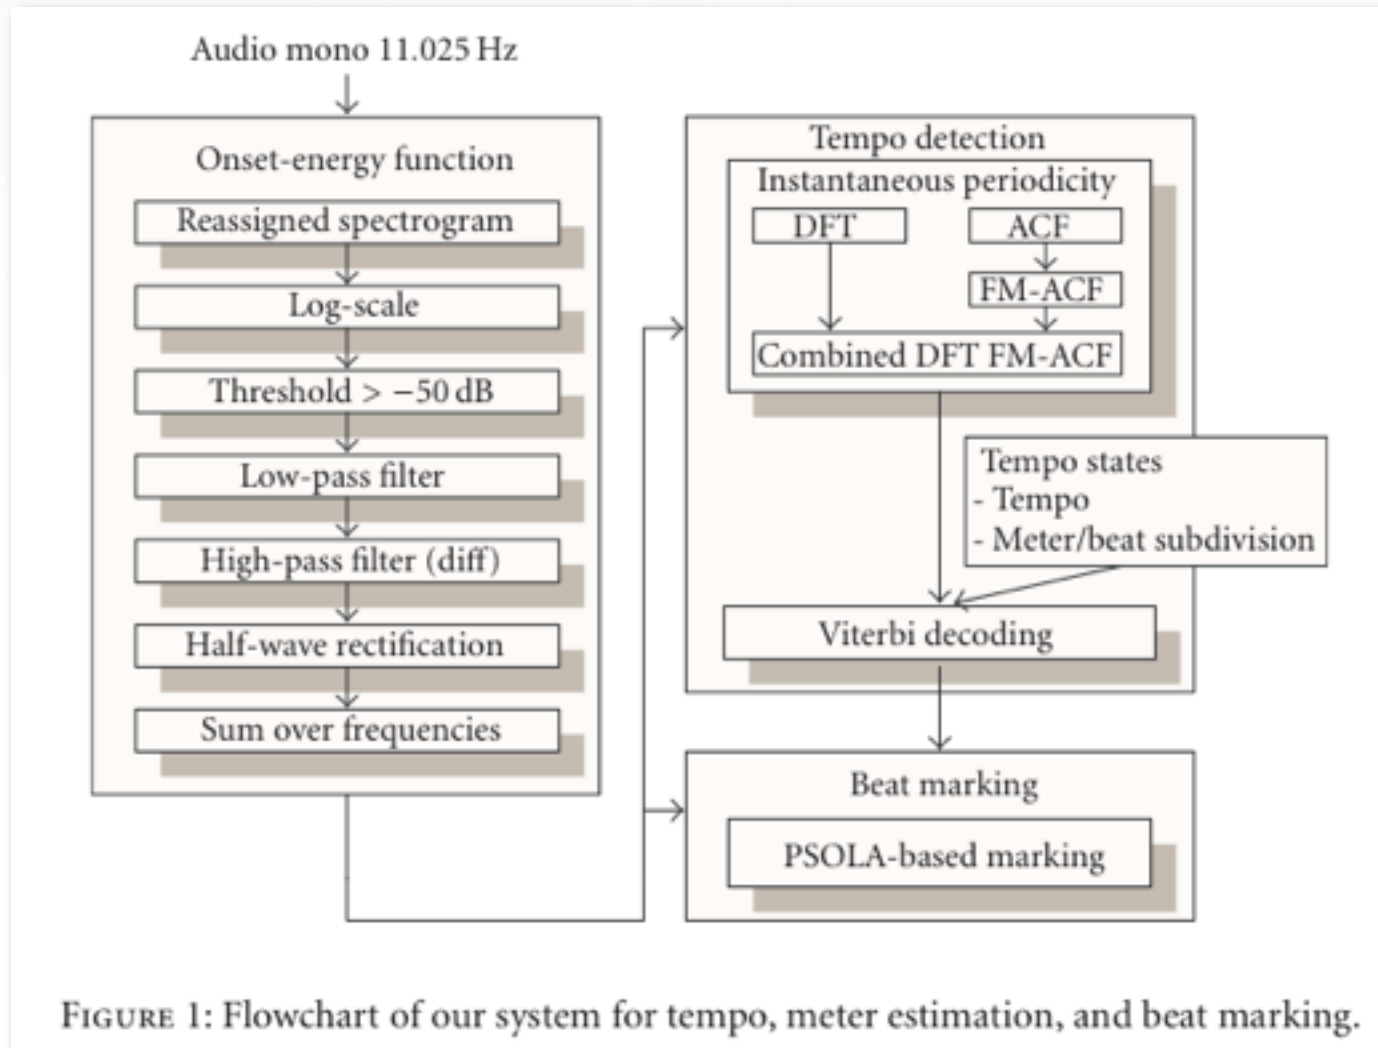 Audio mono 11.025 Hz
Onset-energy function
Reassigned spectrogram
Log-scale
Threshold > −50 dB
Low-pass filter
High-pass filter (diff)
Half-wave rectification
Sum over frequencies
Tempo detection
Instantaneous periodicity
DFT
ACF
FM-ACF
Combined DFT FM-ACF
Tempo states
- Tempo
- Meter/beat subdivision
Viterbi decoding
Beat marking
PSOLA-based marking
FIGURE 1: Flowchart of our system for tempo, meter estimation, and beat marking.